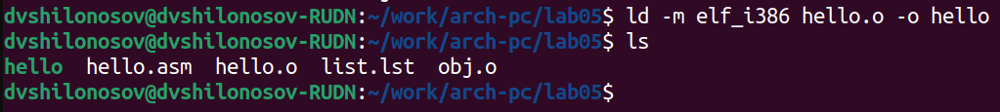 dvshilonosov@dvshilonosov-RUDN:~/work/arch-pc/lab05$ ld -m elf_i386 hello.o -o hello
dvshilonosov@dvshilonosov-RUDN:~/work/arch-pc/lab05$ ls
hello  hello.asm  hello.o  list.lst  obj.o
dvshilonosov@dvshilonosov-RUDN:~/work/arch-pc/lab05$